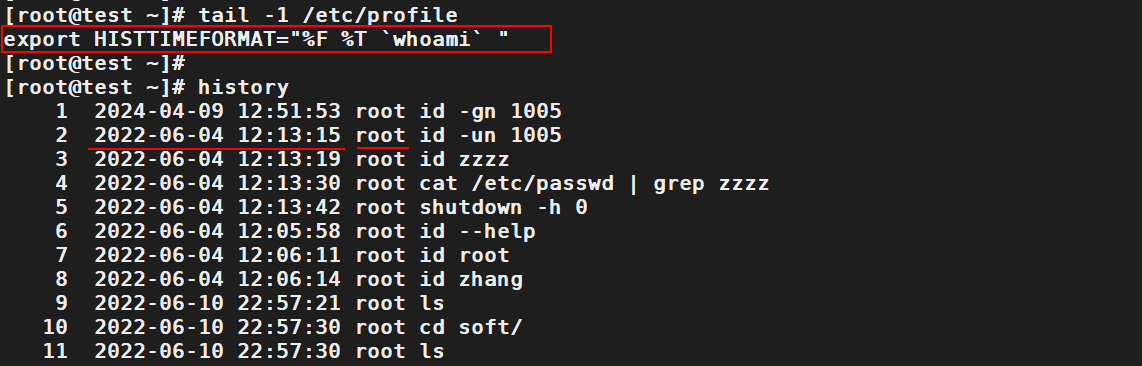 [root@test ~]# tail -1 /etc/profile
export HISTTIMEFORMAT="%F %T `whoami` "
[root@test ~]#
[root@test ~]# history
    1  2024-04-09 12:51:53 root id -gn 1005
    2  2022-06-04 12:13:15 root id -un 1005
    3  2022-06-04 12:13:19 root id zzzz
    4  2022-06-04 12:13:30 root cat /etc/passwd | grep zzzz
    5  2022-06-04 12:13:42 root shutdown -h 0
    6  2022-06-04 12:05:58 root id --help
    7  2022-06-04 12:06:11 root id root
    8  2022-06-04 12:06:14 root id zhang
    9  2022-06-10 22:57:21 root ls
   10  2022-06-10 22:57:30 root cd soft/
   11  2022-06-10 22:57:30 root ls